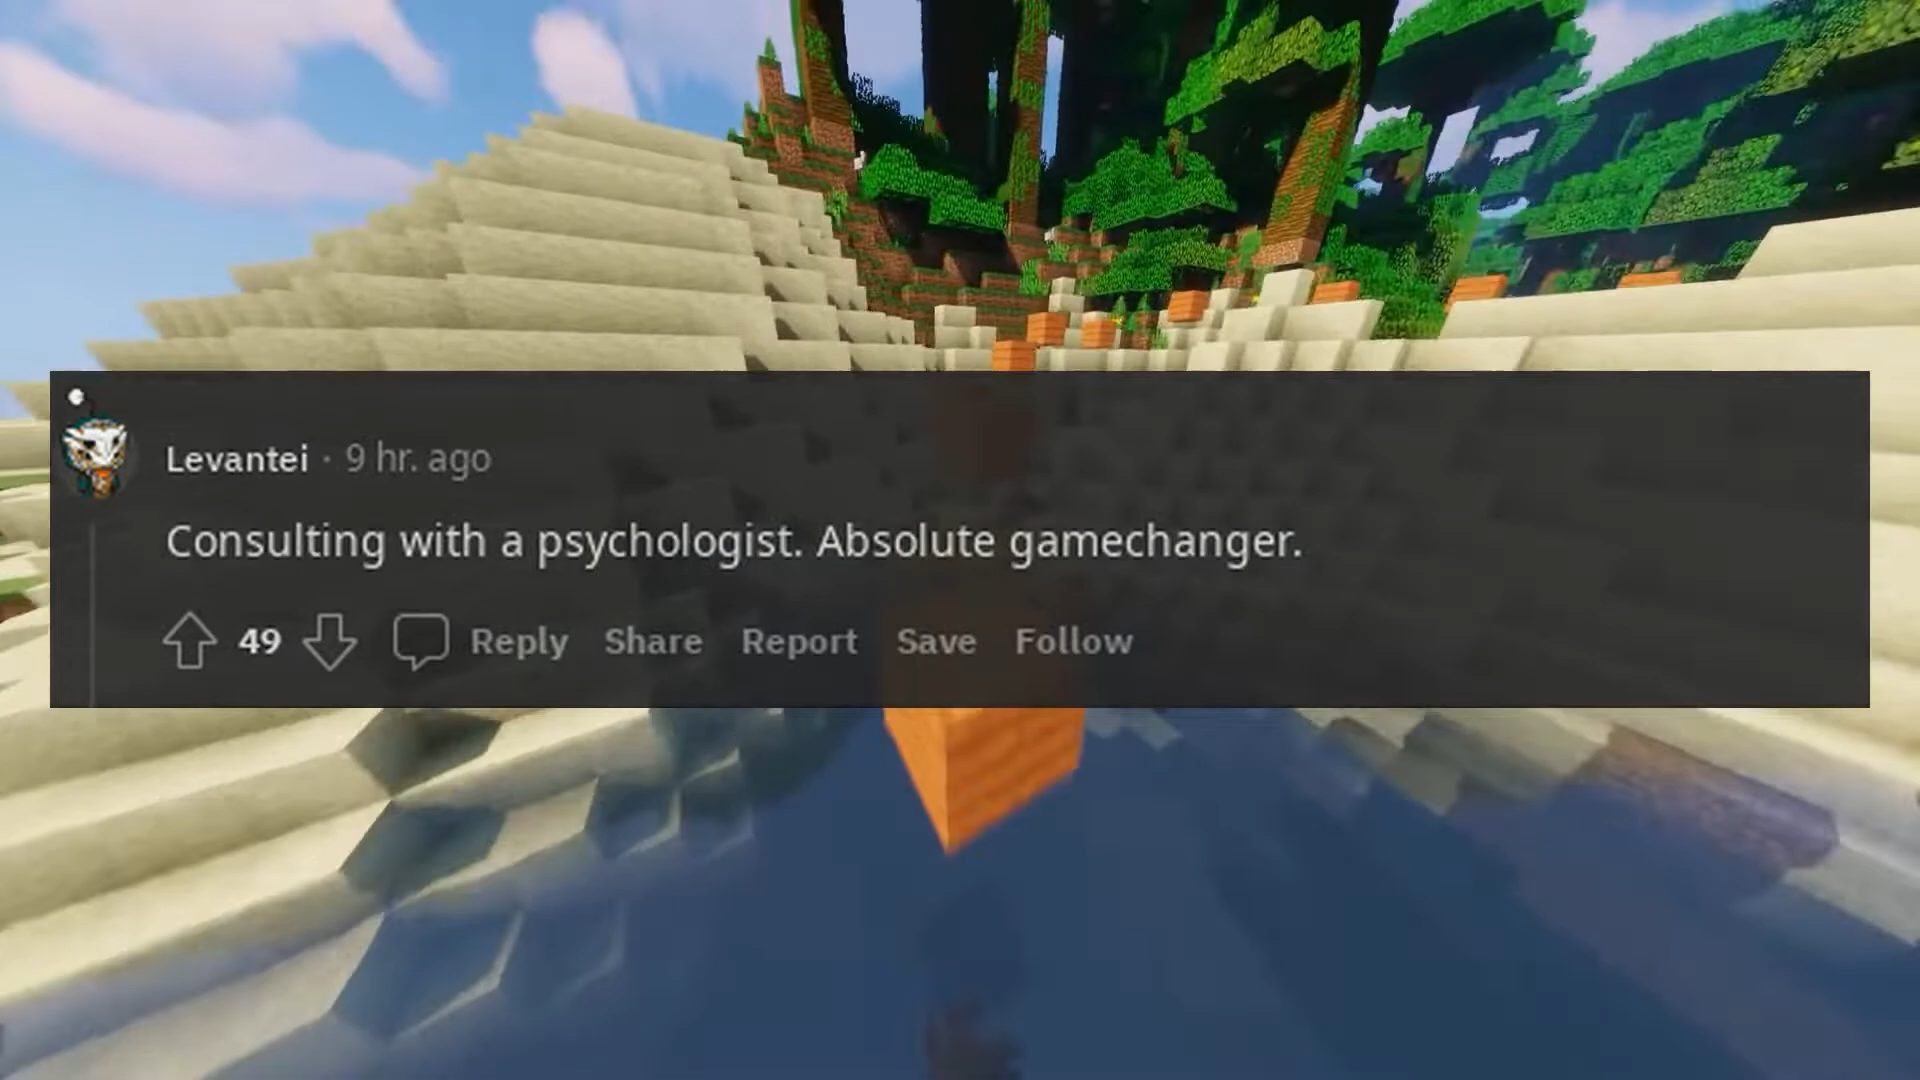 Levantei · 9 hr. ago
Consulting with a psychologist. Absolute gamechanger.
49 Reply Share Report Save Follow